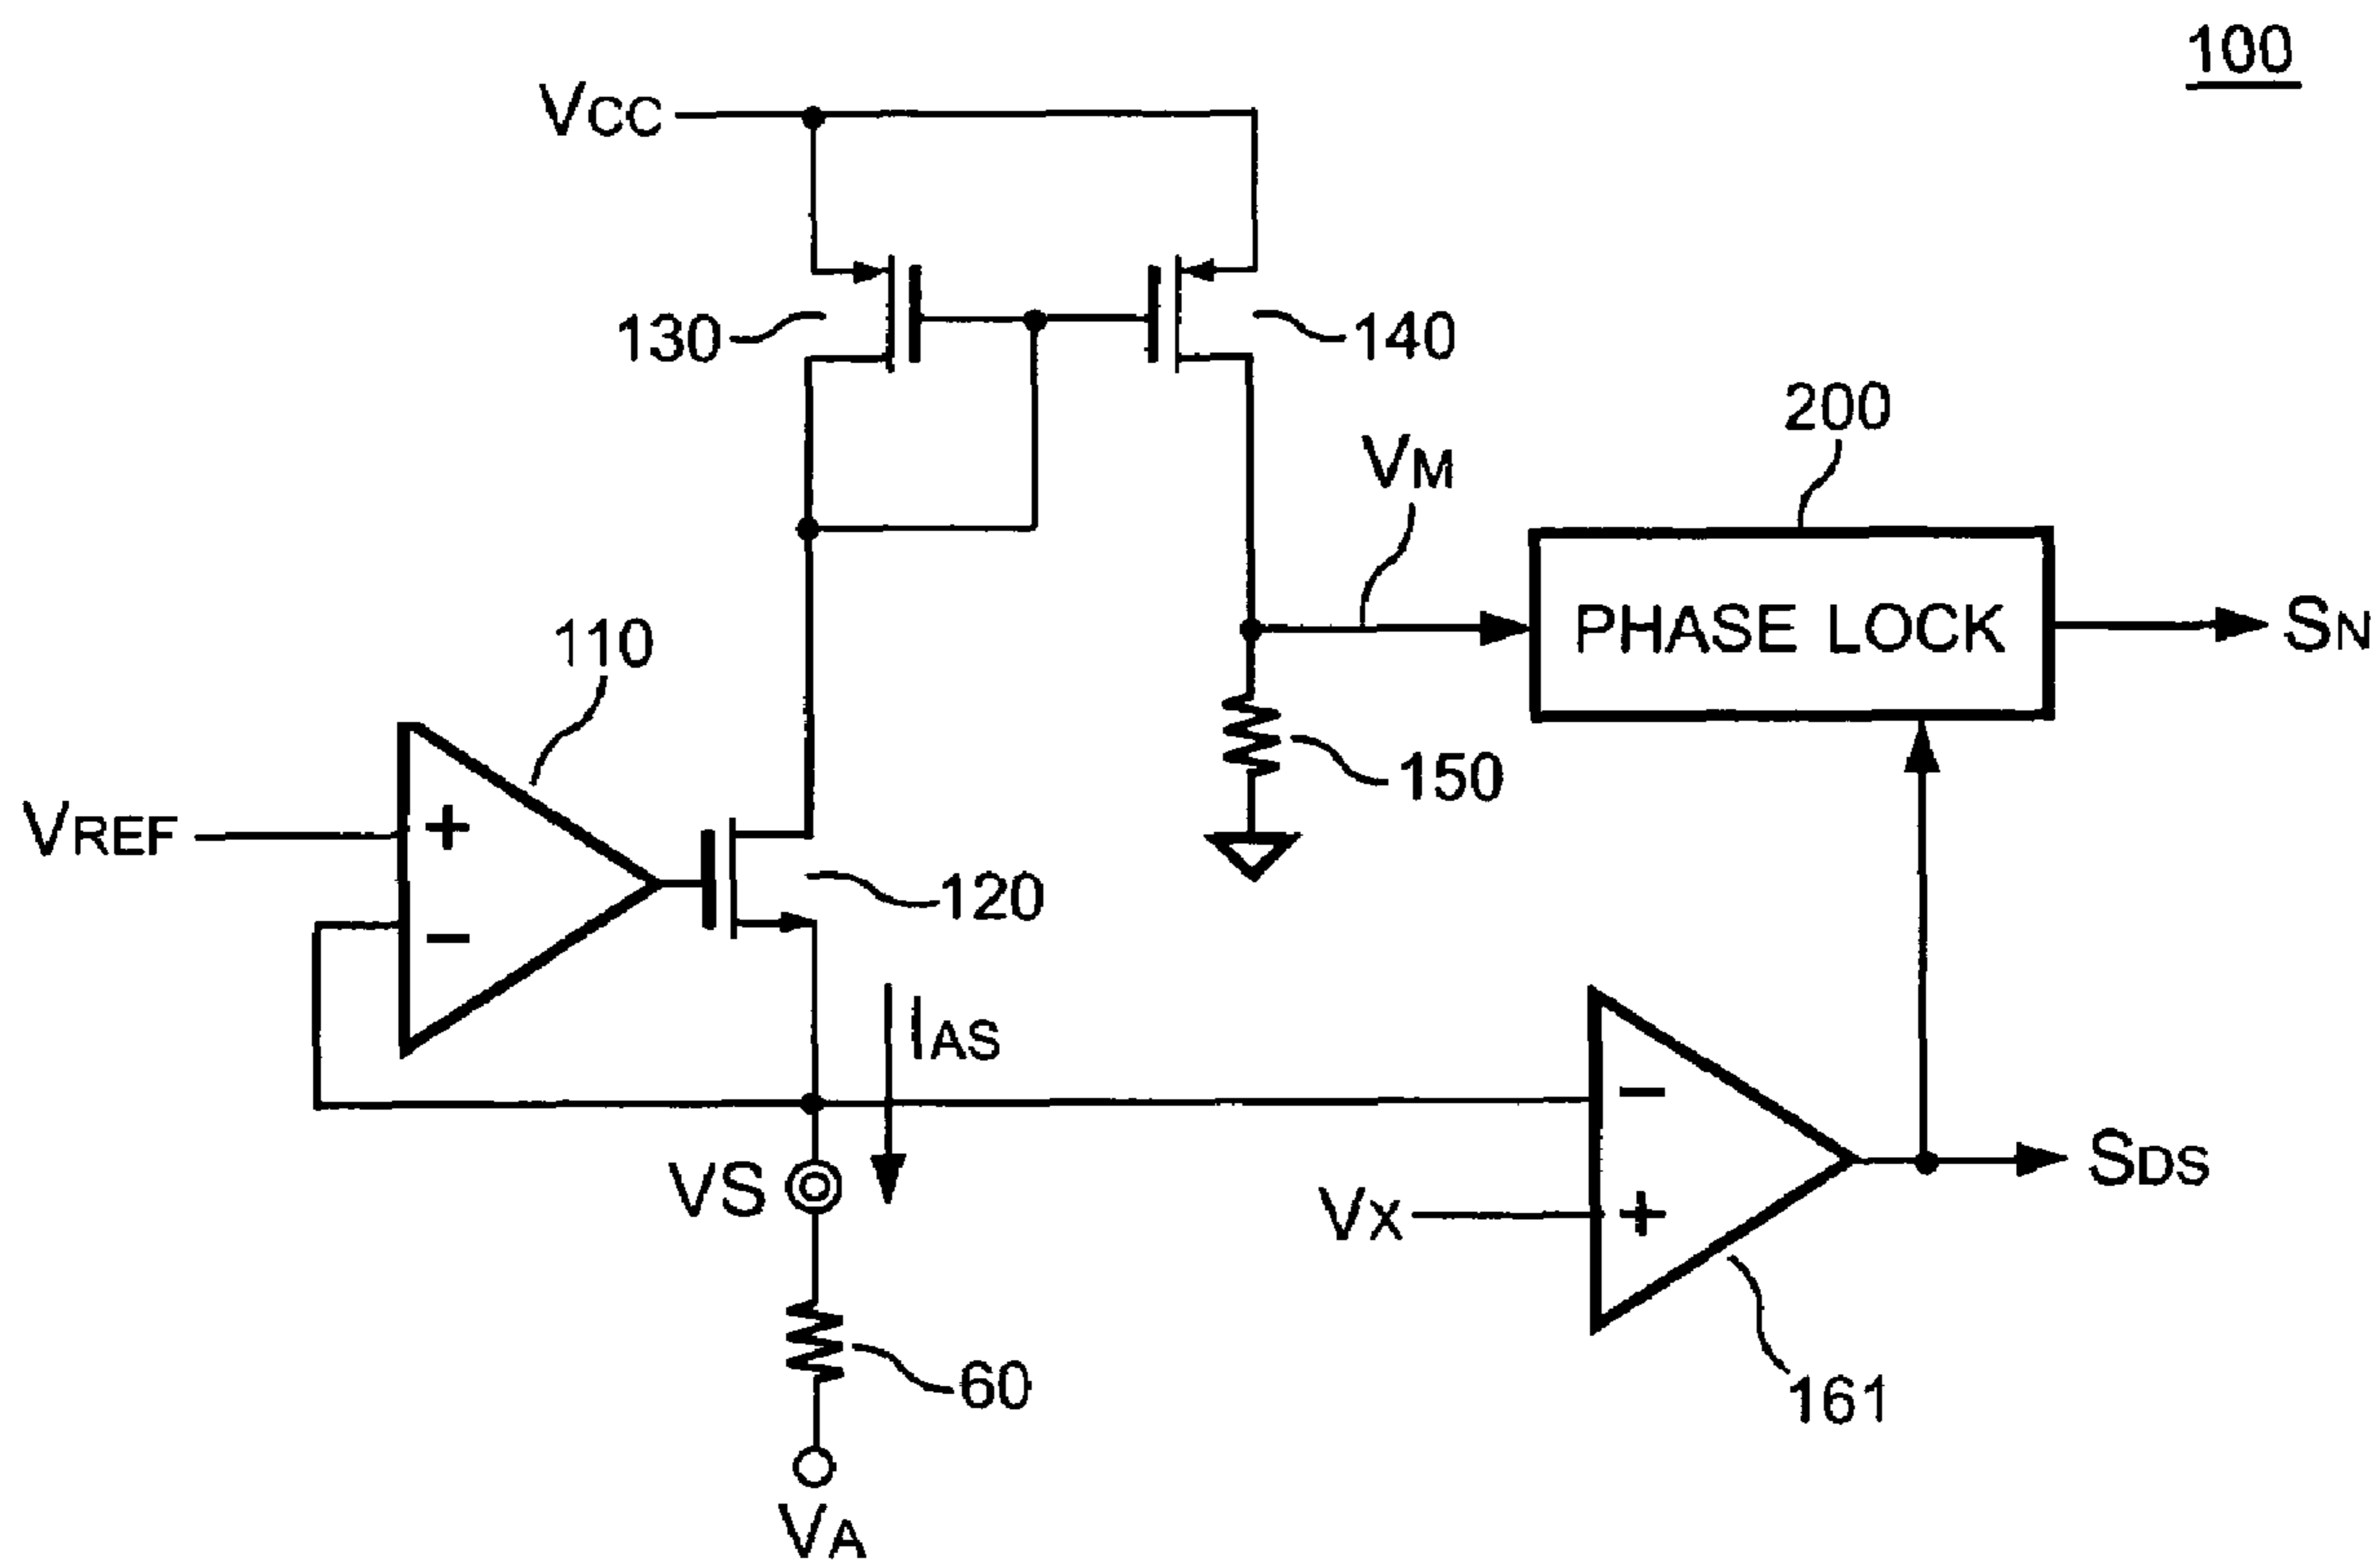 100
VCC
130
140
200
VM
110
PHASE LOCK
SN
150
VREF
+
−
120
IAS
−
VS
VX
+
SDS
60
161
VA